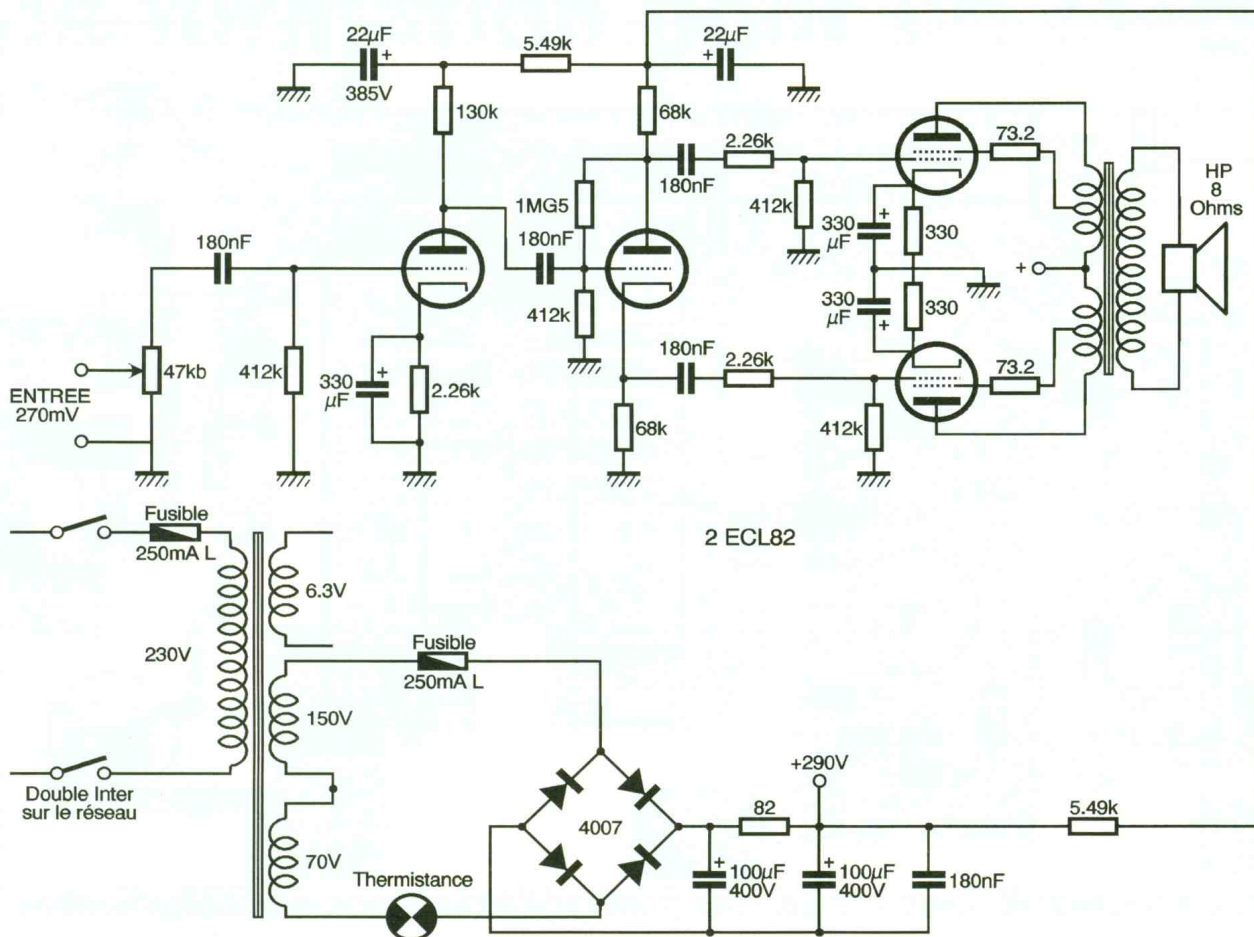 22µF
+
385V
5.49k
22µF
+
130k
68k
180nF
2.26k
73.2
HP
8
Ohms
1MG5
180nF
180nF
412k
330
µF
+
330
+
330
µF
+
330
412k
47kb
ENTREE
270mV
412k
330
µF
+
2.26k
180nF
2.26k
73.2
68k
412k
Fusible
250mA L
2 ECL82
6.3V
230V
Fusible
250mA L
150V
+290V
Double Inter
sur le réseau
4007
82
5.49k
70V
Thermistance
+
100µF
400V
+
100µF
400V
180nF